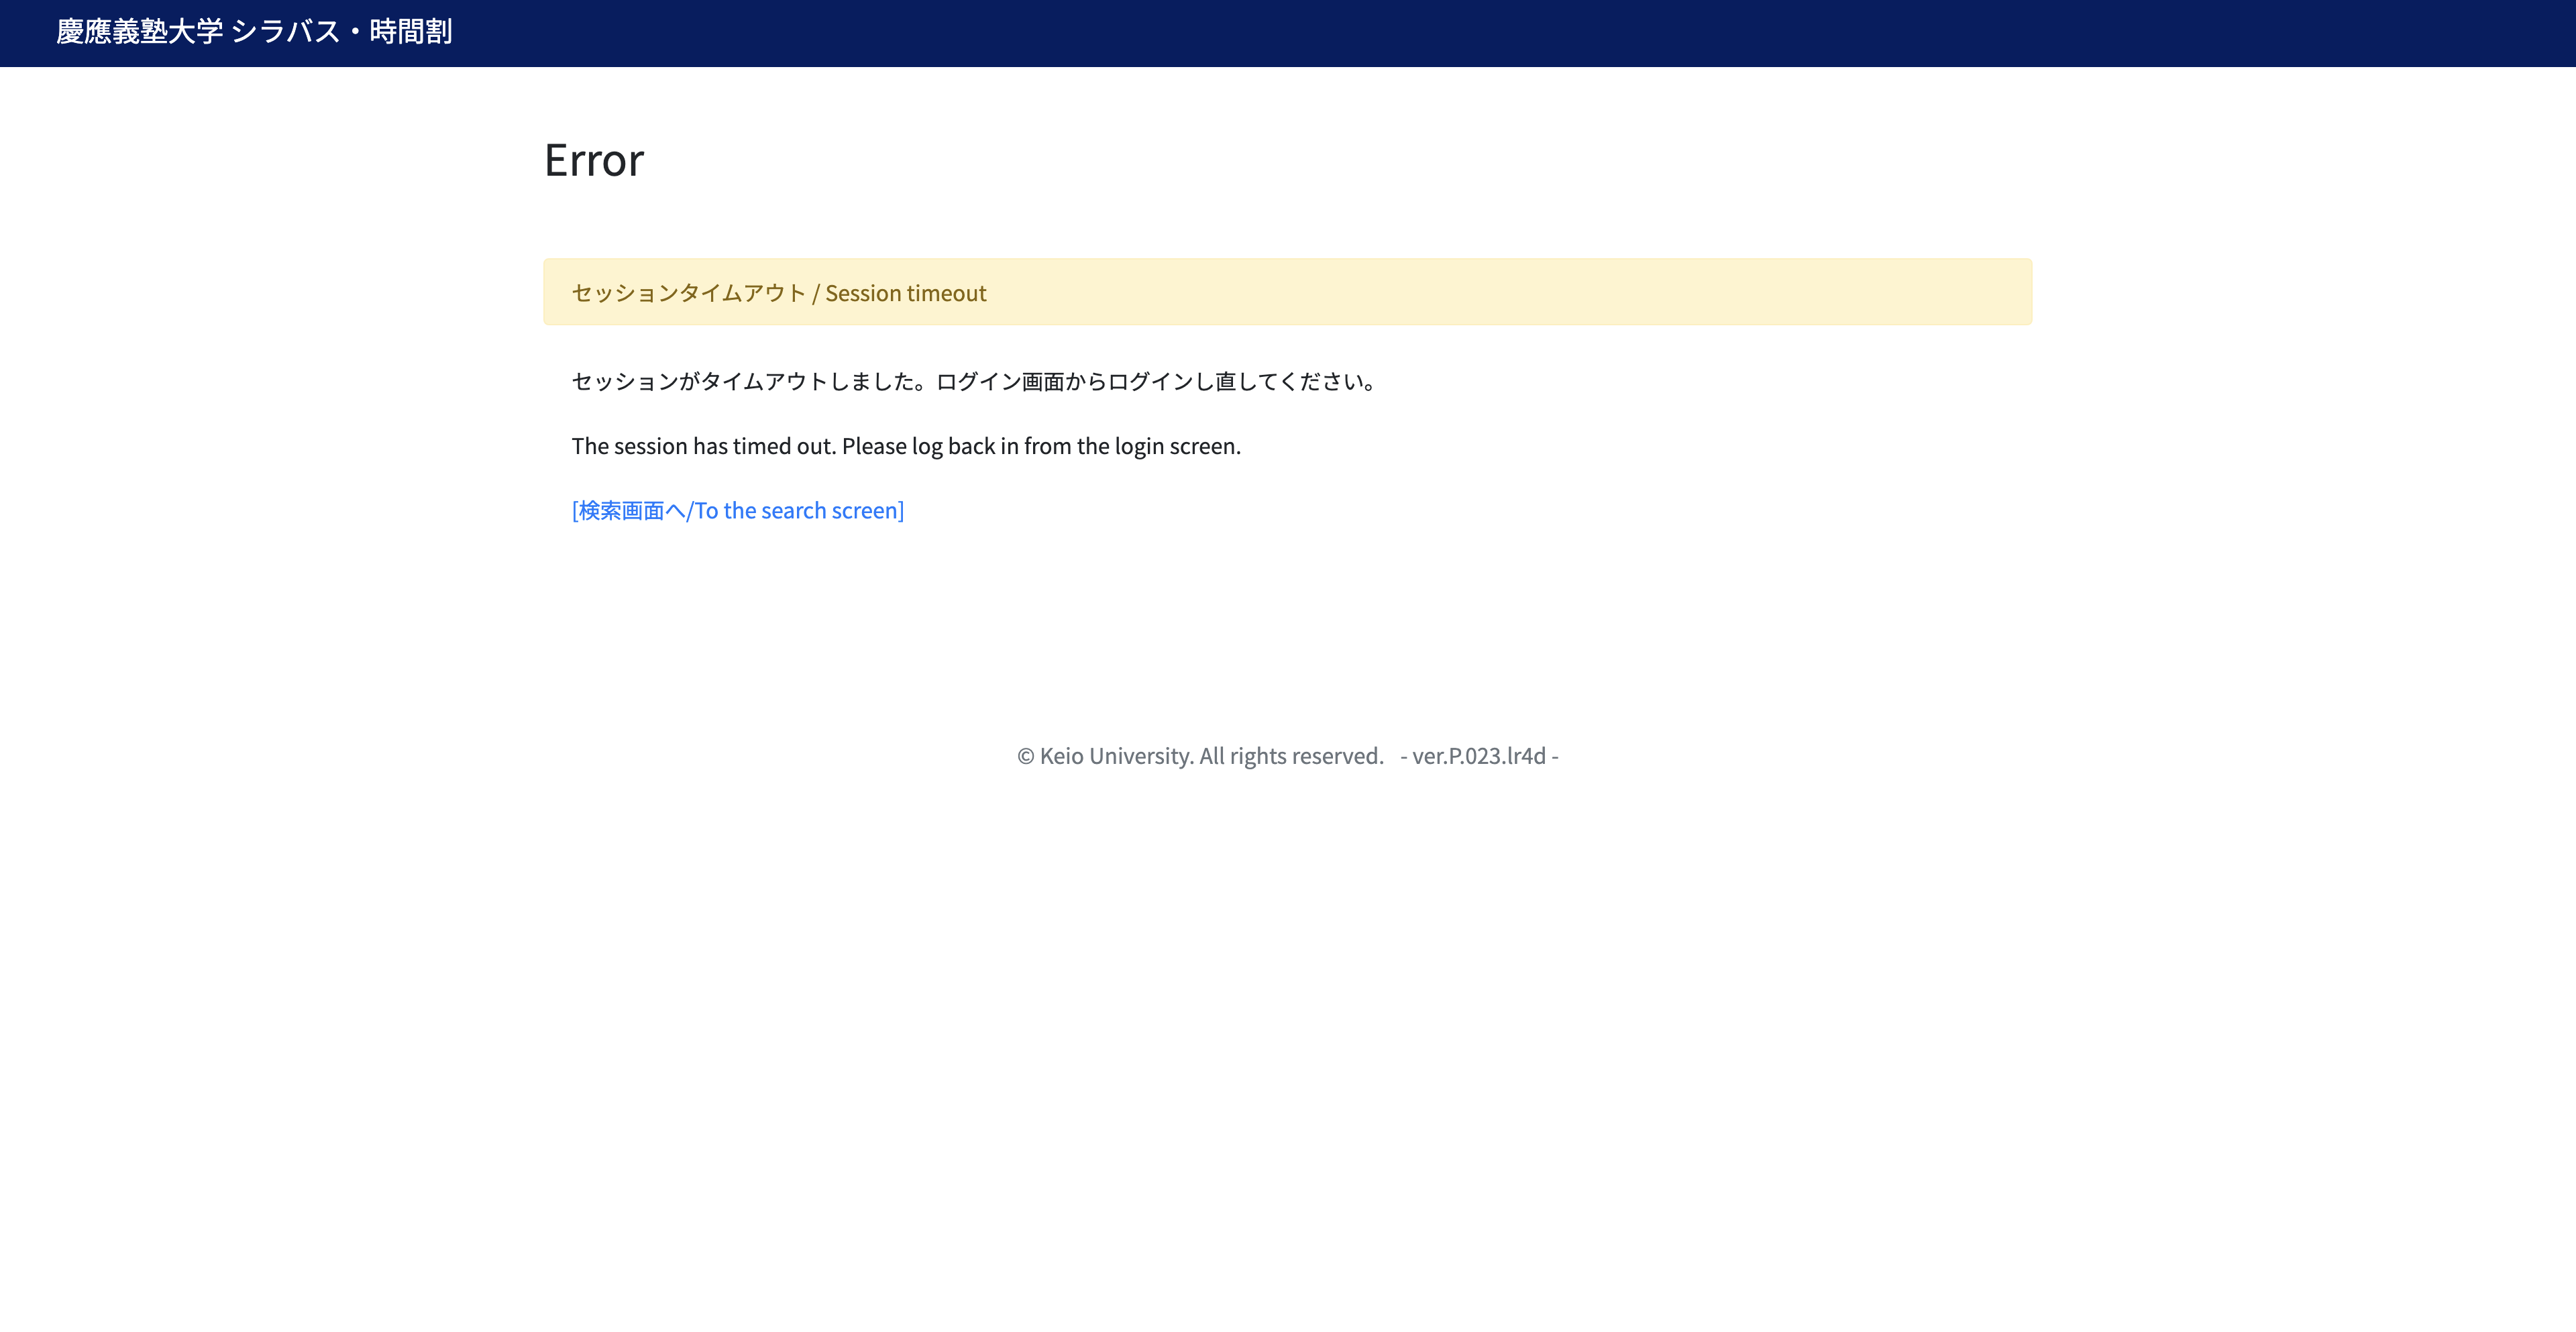 慶應義塾大学 シラバス・時間割
Error
セッションタイムアウト / Session timeout
セッションがタイムアウトしました。ログイン画面からログインし直してください。
The session has timed out. Please log back in from the login screen.
[検索画面へ/To the search screen]
© Keio University. All rights reserved.   - ver.P.023.lr4d -